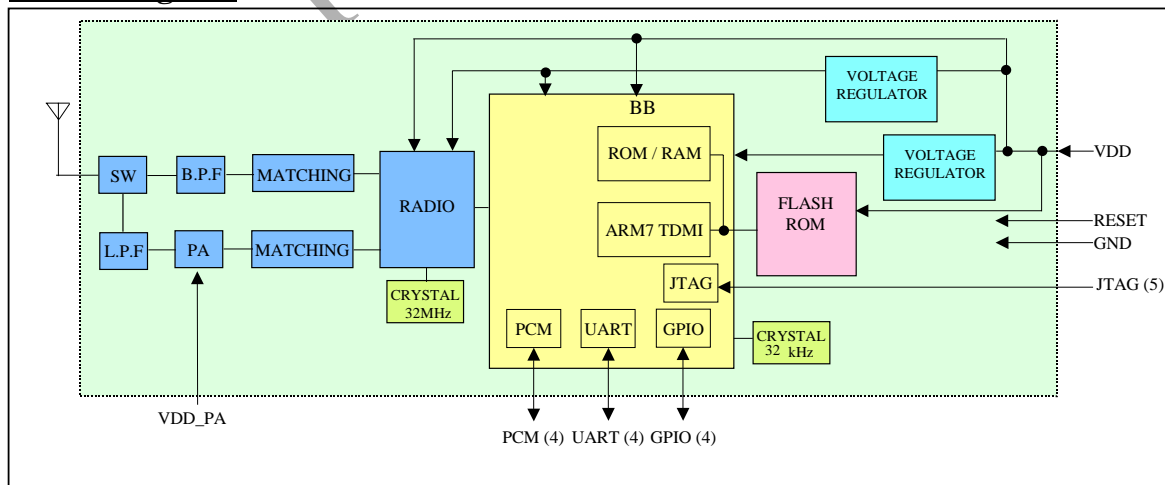 BB
VOLTAGE
REGULATOR
VOLTAGE
REGULATOR
VDD
ROM / RAM
SW
B.P.F
MATCHING
RADIO
FLASH
ROM
RESET
ARM7 TDMI
L.P.F
PA
MATCHING
GND
JTAG
JTAG (5)
CRYSTAL
32MHz
PCM
UART
GPIO
CRYSTAL
32 kHz
VDD_PA
PCM (4)
UART (4)
GPIO (4)